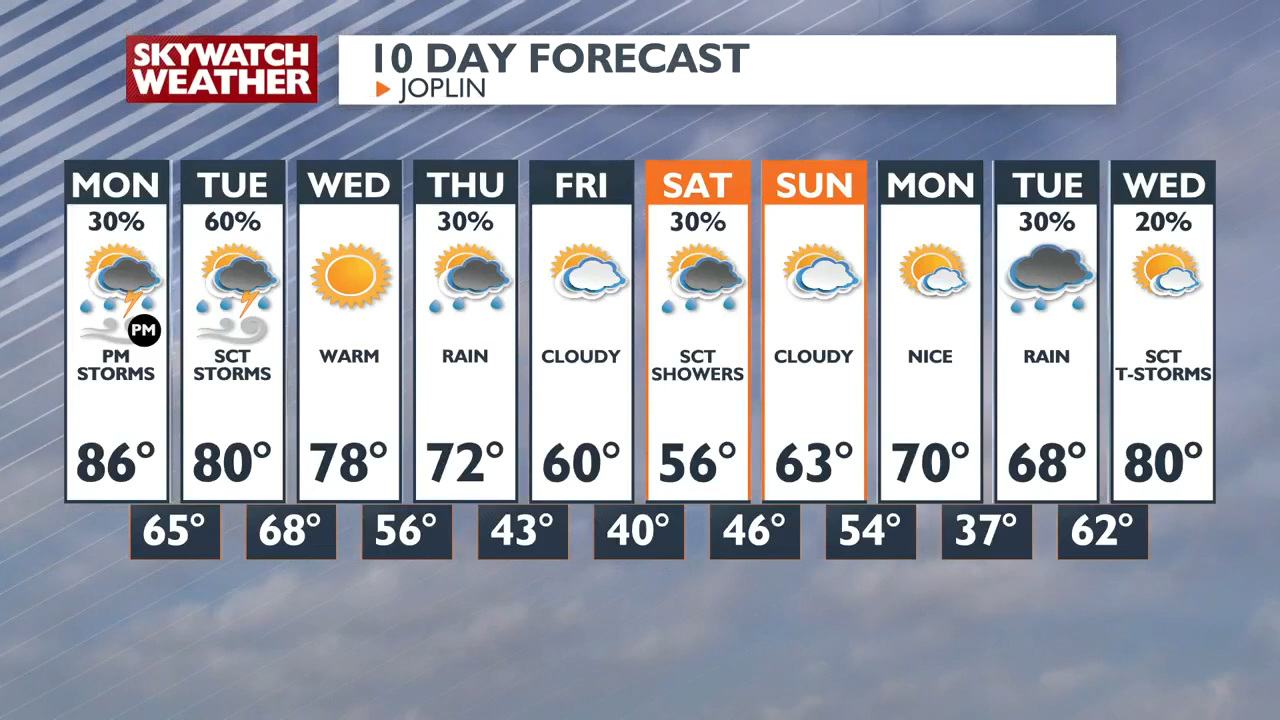 SKYWATCH
WEATHER
10 DAY FORECAST
JOPLIN
MON TUE WED THU FRI SAT SUN MON TUE WED
30% 60% 30% 30% 30% 20%
PM
PM SCT WARM RAIN CLOUDY SCT CLOUDY NICE RAIN SCT
STORMS STORMS SHOWERS T-STORMS
86° 80° 78° 72° 60° 56° 63° 70° 68° 80°
65° 68° 56° 43° 40° 46° 54° 37° 62°